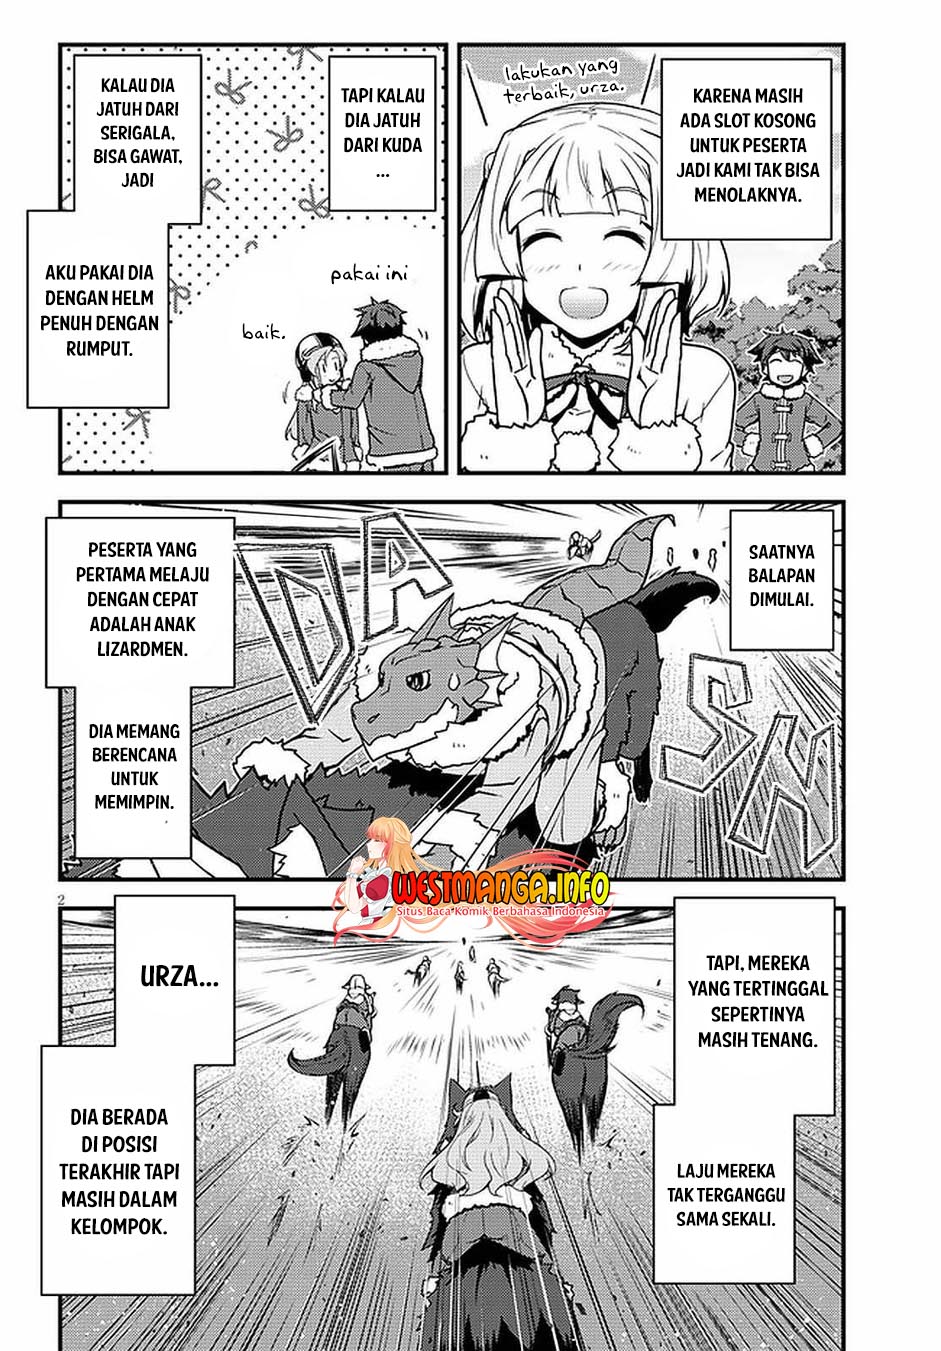 KARENA MASIH
ADA SLOT KOSONG
UNTUK PESERTA
JADI KAMI TAK BISA
MENOLAKNYA.
lakukan yang
terbaik, urza.
TAPI KALAU
DIA JATUH
DARI KUDA
...
KALAU DIA
JATUH DARI
SERIGALA,
BISA GAWAT,
JADI
AKU PAKAI DIA
DENGAN HELM
PENUH DENGAN
RUMPUT.
pakai ini
baik.
SAATNYA
BALAPAN
DIMULAI.
DA
SH
PESERTA YANG
PERTAMA MELAJU
DENGAN CEPAT
ADALAH ANAK
LIZARDMEN.
DIA MEMANG
BERENCANA
UNTUK
MEMIMPIN.
2
WESTMANGA.INFO
Situs Baca Komik Berbahasa Indonesia
TAPI, MEREKA
YANG TERTINGGAL
SEPERTINYA
MASIH TENANG.
LAJU MEREKA
TAK TERGANGGU
SAMA SEKALI.
URZA...
DIA BERADA
DI POSISI
TERAKHIR TAPI
MASIH DALAM
KELOMPOK.